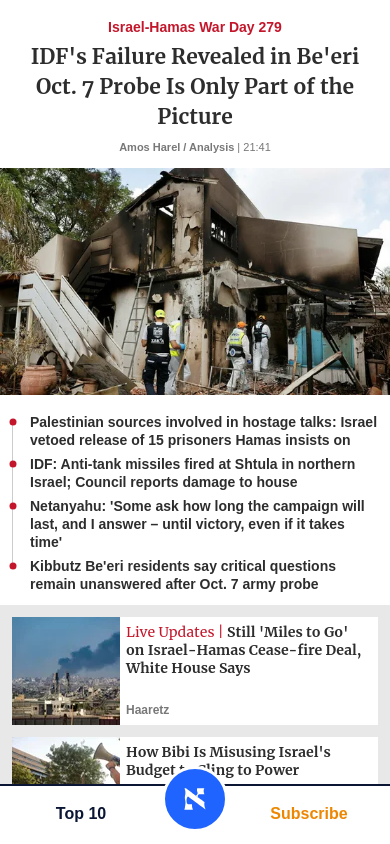 Israel-Hamas War Day 279
IDF's Failure Revealed in Be'eri
Oct. 7 Probe Is Only Part of the
Picture
Amos Harel / Analysis | 21:41
Palestinian sources involved in hostage talks: Israel
vetoed release of 15 prisoners Hamas insists on
IDF: Anti-tank missiles fired at Shtula in northern
Israel; Council reports damage to house
Netanyahu: 'Some ask how long the campaign will
last, and I answer – until victory, even if it takes
time'
Kibbutz Be'eri residents say critical questions
remain unanswered after Oct. 7 army probe
Live Updates | Still 'Miles to Go'
on Israel-Hamas Cease-fire Deal,
White House Says
Haaretz
How Bibi Is Misusing Israel's
Budget to Cling to Power
Top 10
Subscribe